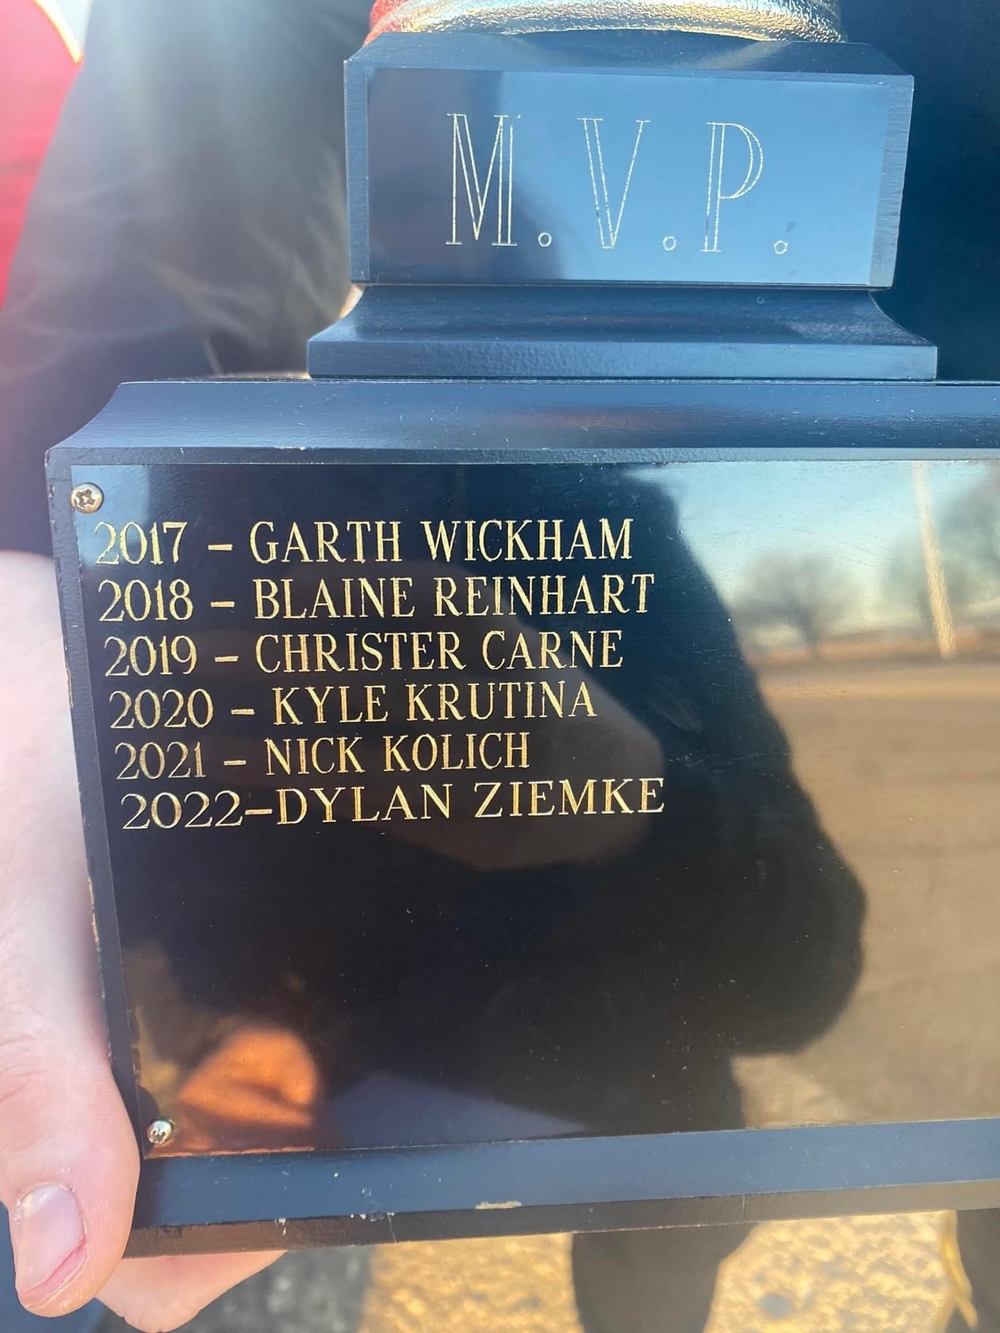 M.V.P.
2017 – GARTH WICKHAM
2018 – BLAINE REINHART
2019 – CHRISTER CARNE
2020 – KYLE KRUTINA
2021 – NICK KOLICH
2022–DYLAN ZIEMKE